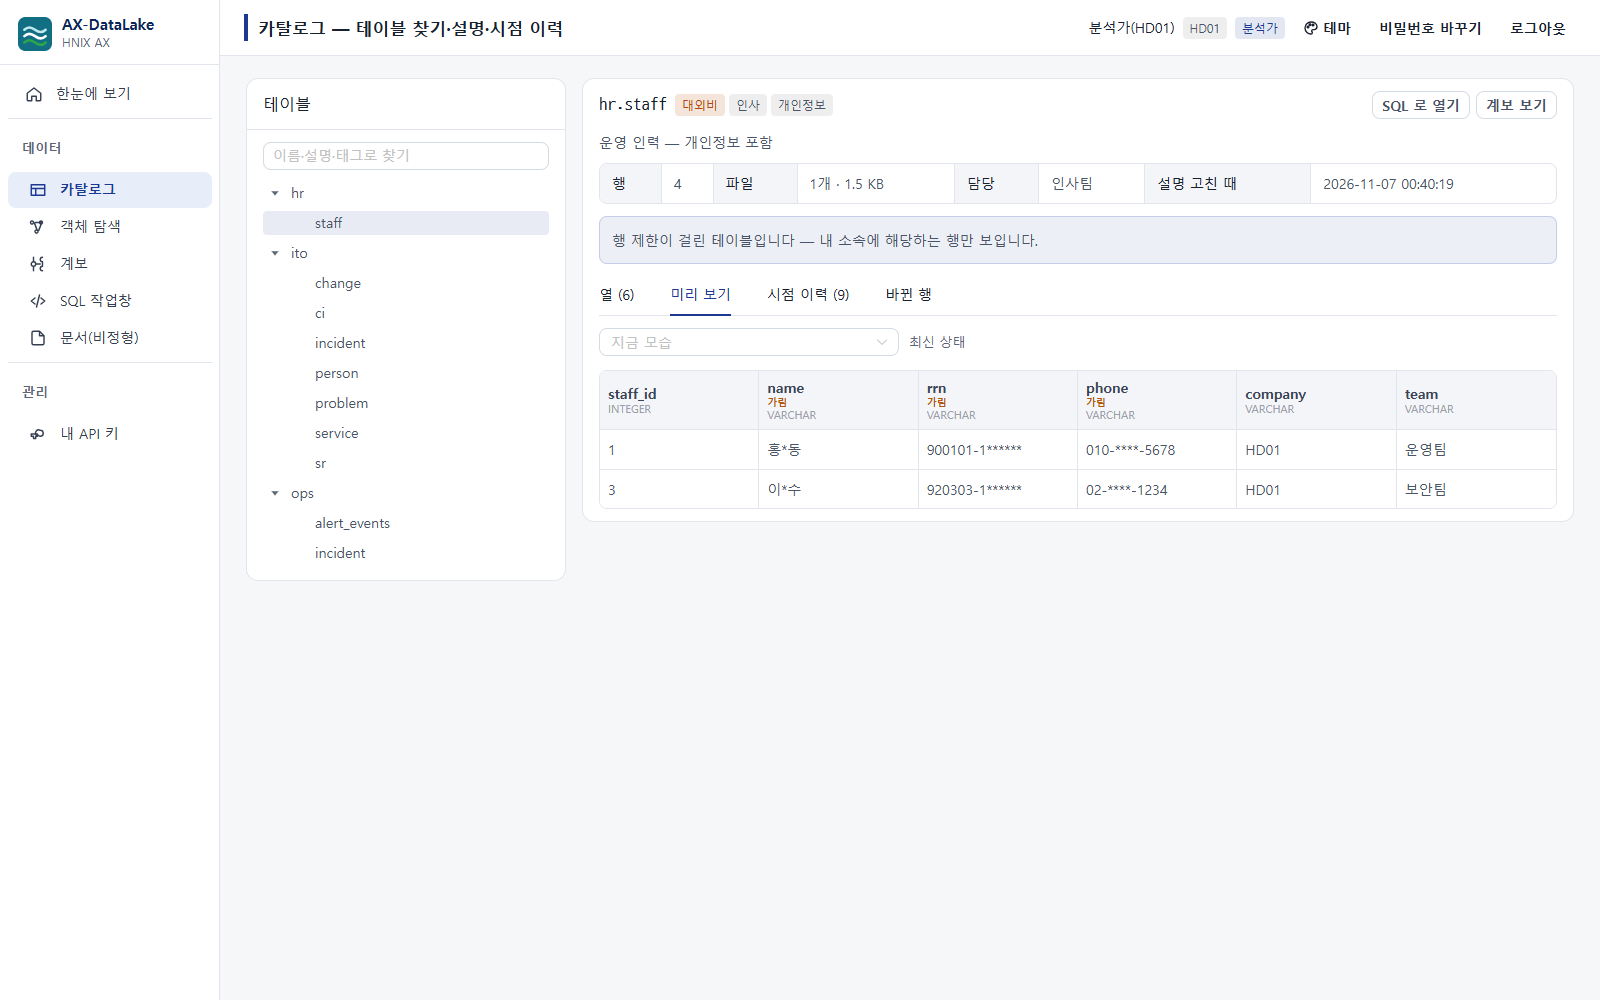 AX-DataLake
HNIX AX
한눈에 보기
데이터
카탈로그
객체 탐색
계보
SQL 작업창
문서(비정형)
관리
내 API 키
카탈로그 — 테이블 찾기·설명·시점 이력
분석가(HD01) HD01 분석가 테마 비밀번호 바꾸기 로그아웃
테이블
이름·설명·태그로 찾기
hr
staff
ito
change
ci
incident
person
problem
service
sr
ops
alert_events
incident
hr.staff 대외비 인사 개인정보 SQL 로 열기 계보 보기
운영 인력 — 개인정보 포함
행 4 파일 1개 · 1.5 KB 담당 인사팀 설명 고친 때 2026-11-07 00:40:19
행 제한이 걸린 테이블입니다 — 내 소속에 해당하는 행만 보입니다.
열 (6) 미리 보기 시점 이력 (9) 바뀐 행
지금 모습 최신 상태
staff_id name rrn phone company team
가림 가림 가림
INTEGER VARCHAR VARCHAR VARCHAR VARCHAR VARCHAR
1 홍*동 900101-1****** 010-****-5678 HD01 운영팀
3 이*수 920303-1****** 02-****-1234 HD01 보안팀